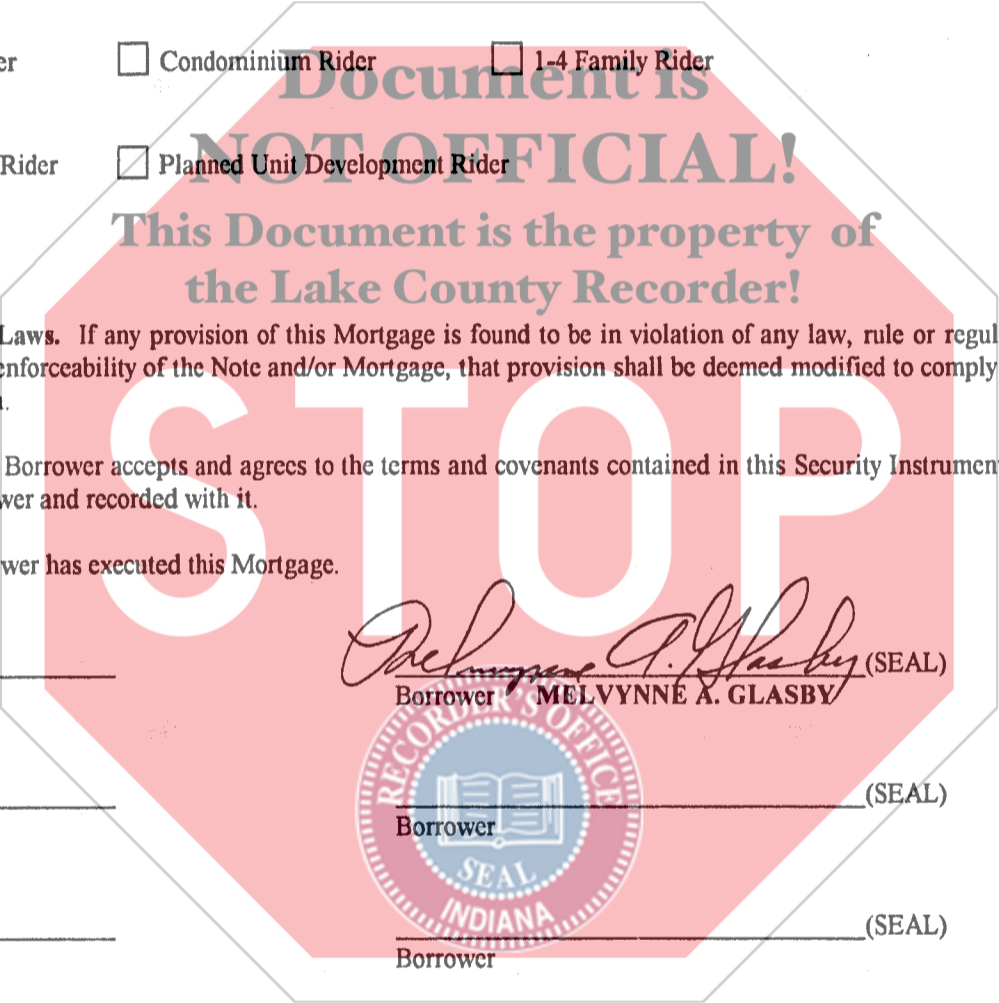 er Condominium Rider 1-4 Family Rider
Document is
NOT OFFICIAL!
Rider Planned Unit Development Rider
This Document is the property of
the Lake County Recorder!
Laws. If any provision of this Mortgage is found to be in violation of any law, rule or regul
enforceability of the Note and/or Mortgage, that provision shall be deemed modified to comply
STOP
Borrower accepts and agrees to the terms and covenants contained in this Security Instrumen
wer and recorded with it.
wer has executed this Mortgage.
Melvynne A. Glasby (SEAL)
Borrower MELVYNNE A. GLASBY
RECORDER'S OFFICE
(SEAL)
Borrower
SEAL
INDIANA
(SEAL)
Borrower